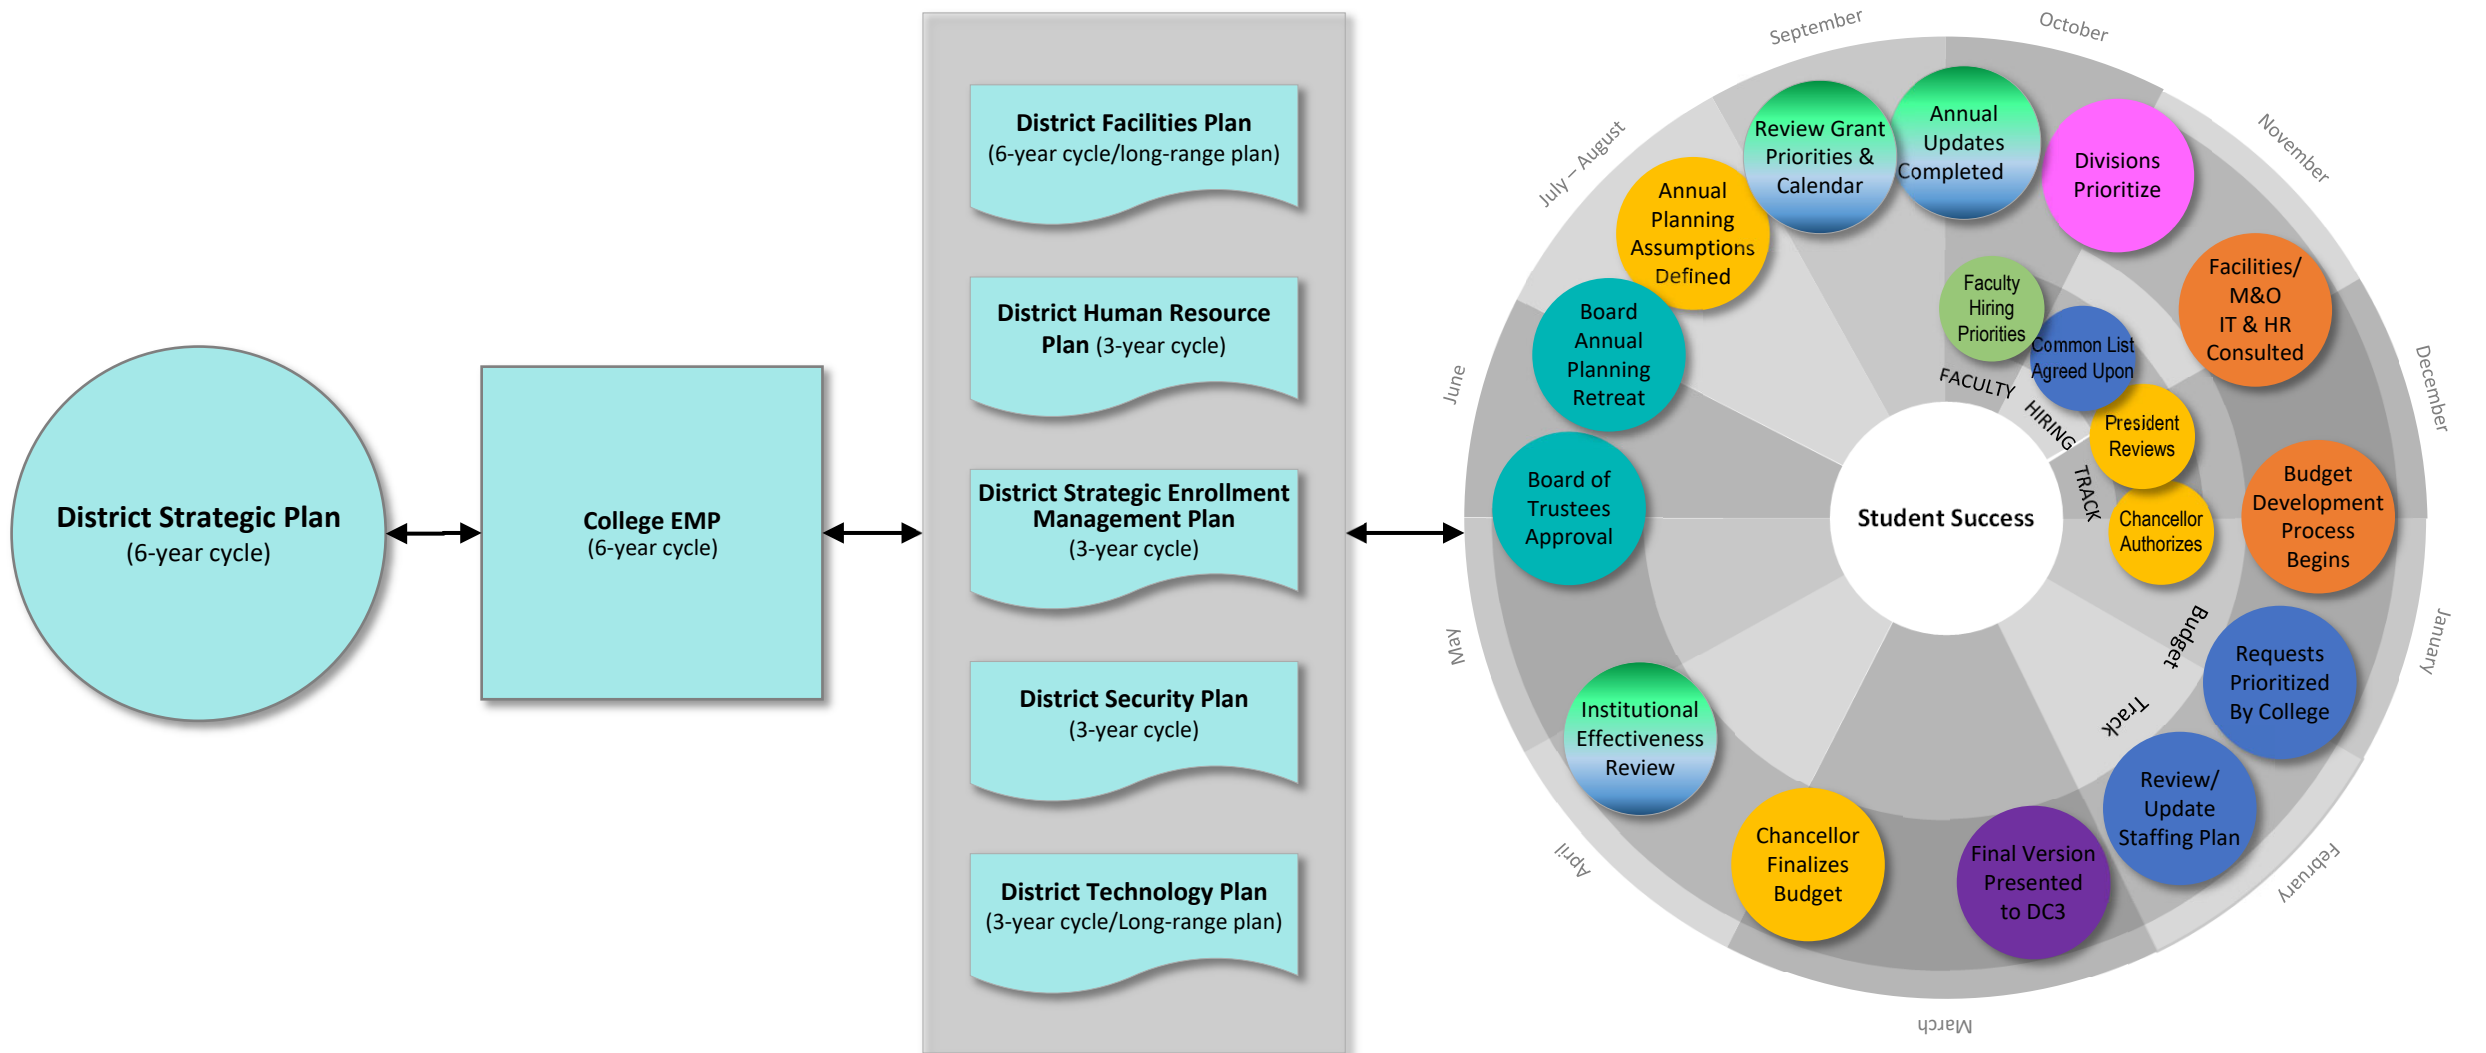 District Strategic Plan
(6-year cycle)
College EMP
(6-year cycle)
District Facilities Plan
(6-year cycle/long-range plan)
District Human Resource
Plan (3-year cycle)
District Strategic Enrollment
Management Plan
(3-year cycle)
District Security Plan
(3-year cycle)
District Technology Plan
(3-year cycle/Long-range plan)
September
October
November
December
January
February
March
April
May
June
July – August
Review Grant
Priorities &
Calendar
Annual
Updates
Completed
Divisions
Prioritize
Facilities/
M&O
IT & HR
Consulted
Budget
Development
Process
Begins
Requests
Prioritized
By College
Review/
Update
Staffing Plan
Final Version
Presented
to DC3
Chancellor
Finalizes
Budget
Institutional
Effectiveness
Review
Board of
Trustees
Approval
Board
Annual
Planning
Retreat
Annual
Planning
Assumptions
Defined
Faculty
Hiring
Priorities
Common List
Agreed Upon
President
Reviews
Chancellor
Authorizes
FACULTY
HIRING
TRACK
Budget
Track
Student Success